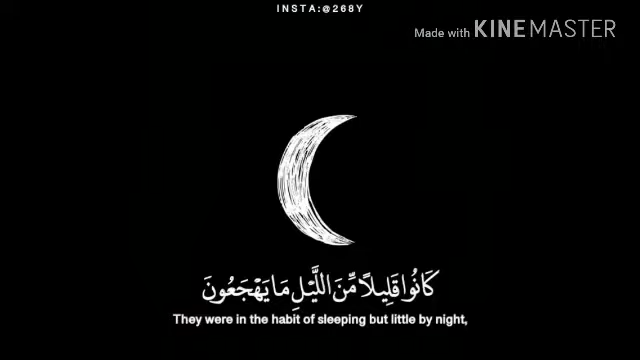 INSTA:@268Y
Made with KINEMASTER
كَانُوا قَلِيلًا مِّنَ اللَّيْلِ مَا يَهْجَعُونَ
They were in the habit of sleeping but little by night,